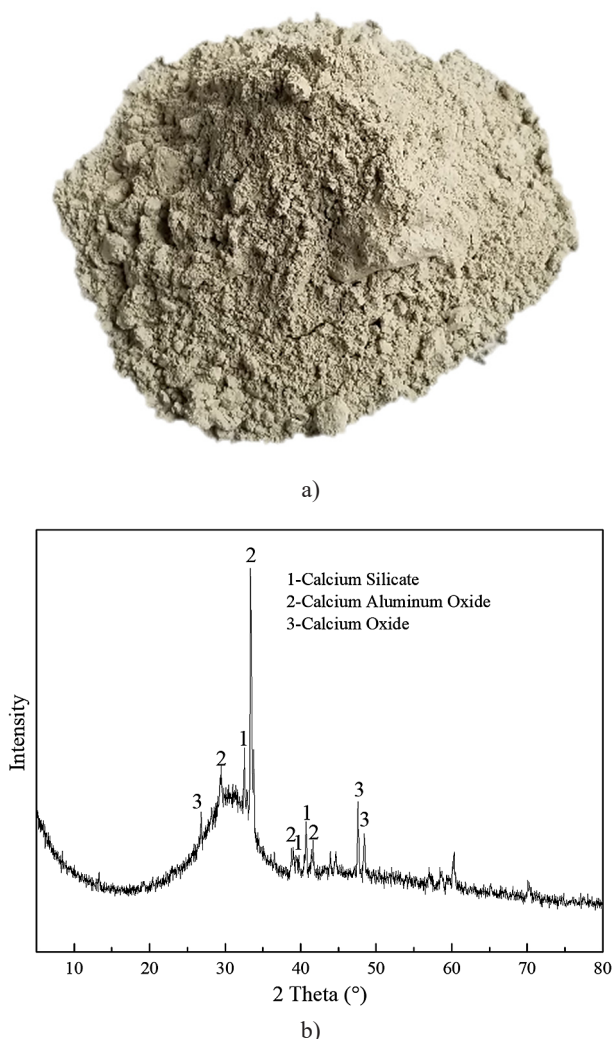 a)
2
1-Calcium Silicate
2-Calcium Aluminum Oxide
3-Calcium Oxide
Intensity
3
2
1
2
1
1
2
3
3
10 20 30 40 50 60 70 80
2 Theta (°)
b)